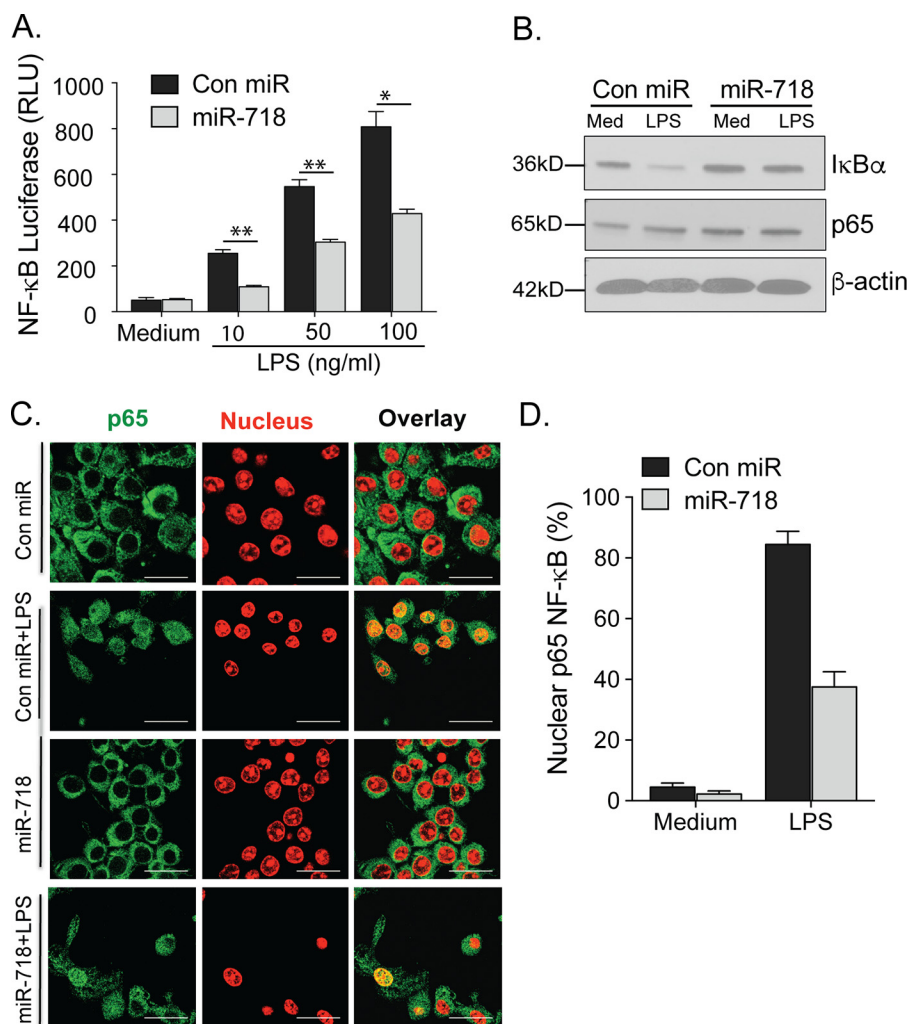 A.
NF-κB Luciferase (RLU)
1000
800
600
400
200
0
Con miR
miR-718
**
**
*
Medium
10
50
100
LPS (ng/ml)
B.
Con miR miR-718
Med LPS Med LPS
36kD IκBα
65kD p65
42kD β-actin
C.
p65 Nucleus Overlay
Con miR
Con miR+LPS
miR-718
miR-718+LPS
D.
Con miR
miR-718
Nuclear p65 NF-κB (%)
100
80
60
40
20
0
Medium LPS